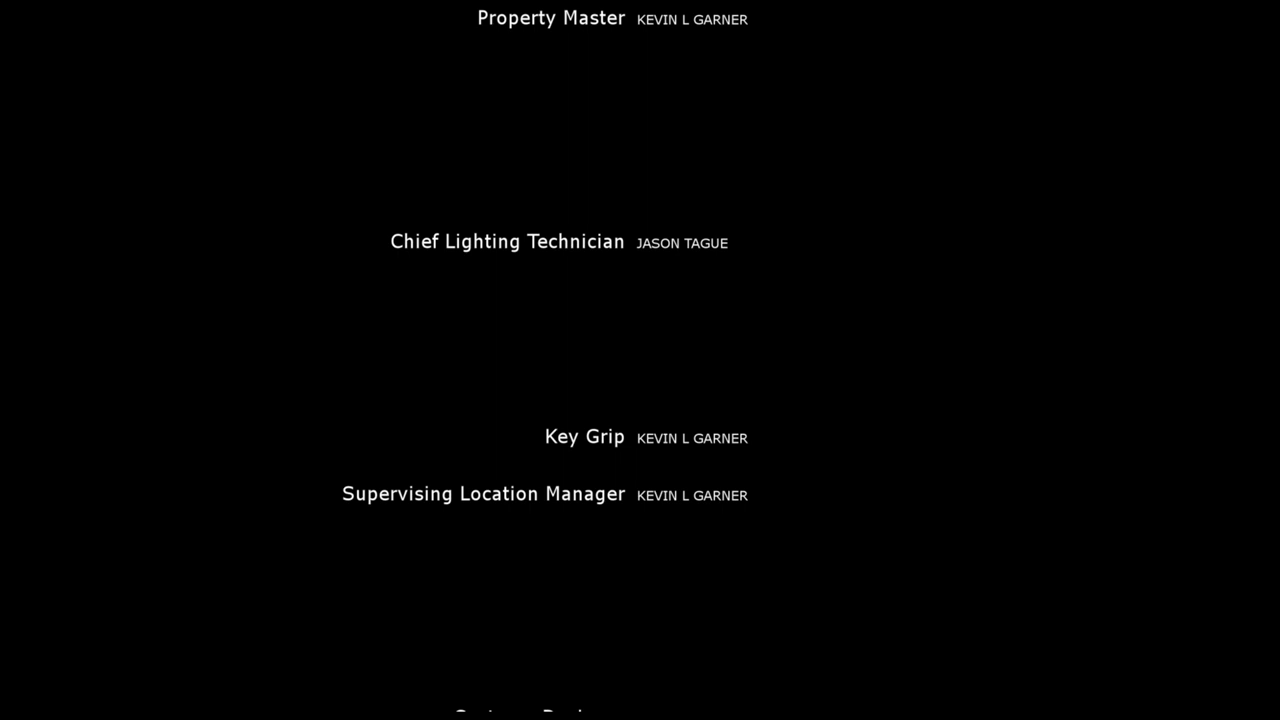 Property Master KEVIN L GARNER
Chief Lighting Technician JASON TAGUE
Key Grip KEVIN L GARNER
Supervising Location Manager KEVIN L GARNER